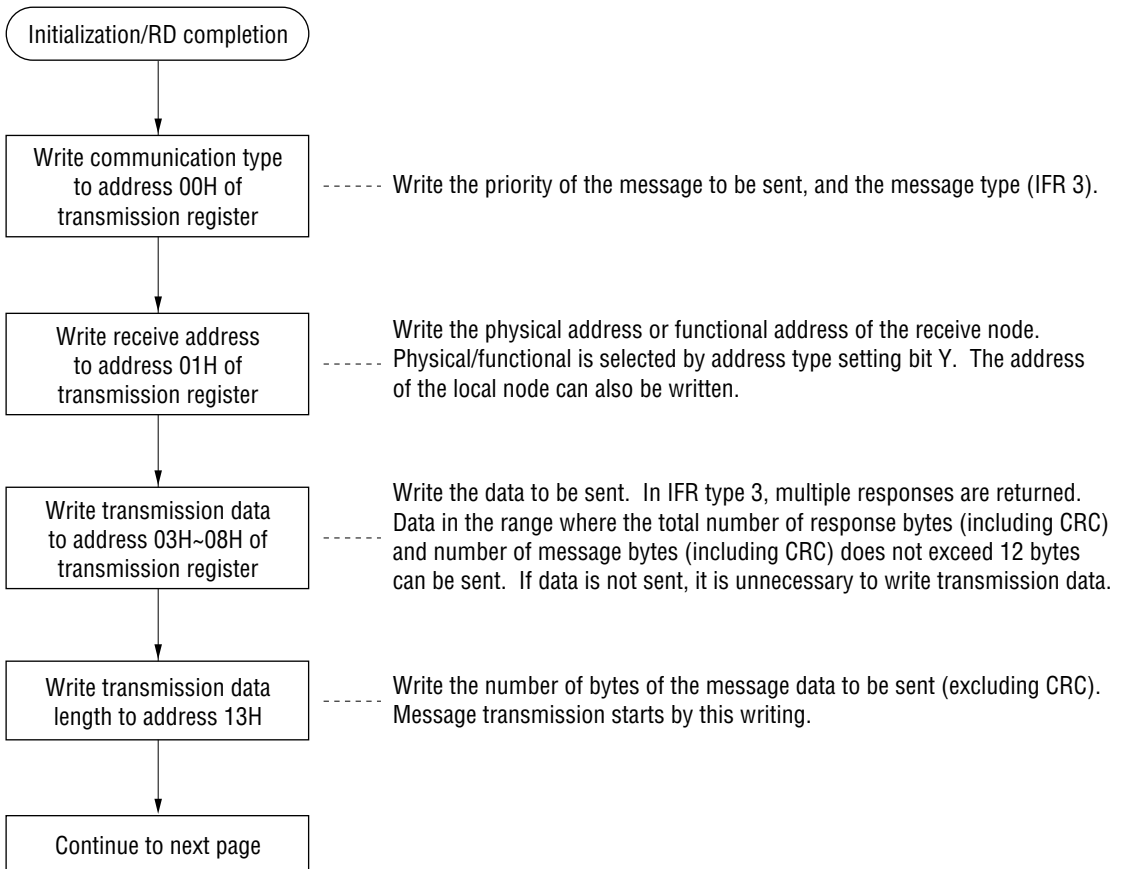 Initialization/RD completion
Write communication type
to address 00H of
transmission register
Write the priority of the message to be sent, and the message type (IFR 3).
Write receive address
to address 01H of
transmission register
Write the physical address or functional address of the receive node.
Physical/functional is selected by address type setting bit Y.  The address
of the local node can also be written.
Write transmission data
to address 03H~08H of
transmission register
Write the data to be sent.  In IFR type 3, multiple responses are returned.
Data in the range where the total number of response bytes (including CRC)
and number of message bytes (including CRC) does not exceed 12 bytes
can be sent.  If data is not sent, it is unnecessary to write transmission data.
Write transmission data
length to address 13H
Write the number of bytes of the message data to be sent (excluding CRC).
Message transmission starts by this writing.
Continue to next page